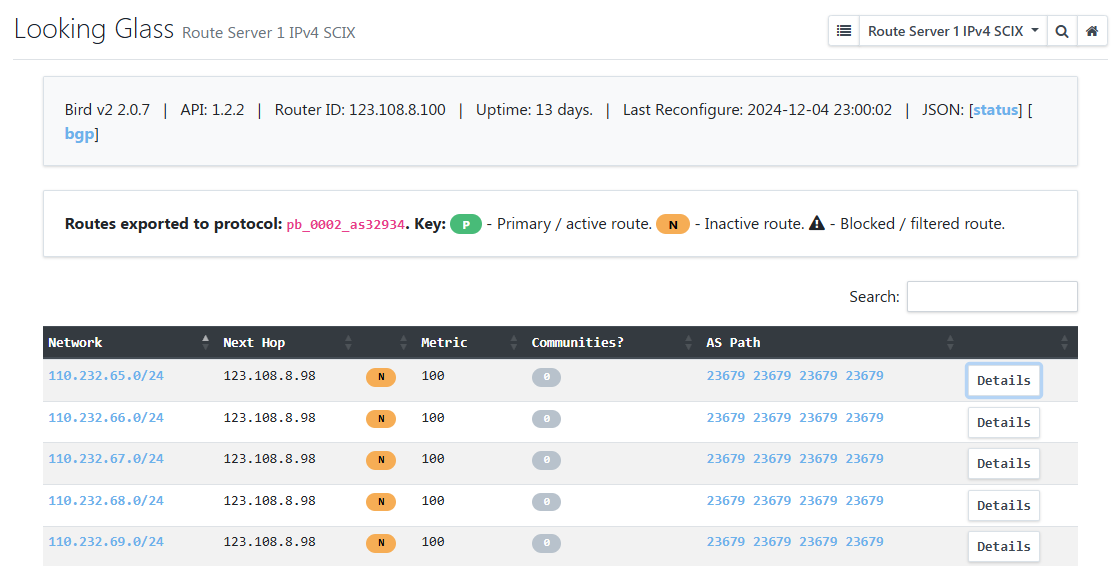 Looking Glass Route Server 1 IPv4 SCIX
Route Server 1 IPv4 SCIX
Bird v2 2.0.7 | API: 1.2.2 | Router ID: 123.108.8.100 | Uptime: 13 days. | Last Reconfigure: 2024-12-04 23:00:02 | JSON: [status] [
bgp]
Routes exported to protocol: pb_0002_as32934. Key: P - Primary / active route. N - Inactive route. - Blocked / filtered route.
Search:
Network Next Hop Metric Communities? AS Path
110.232.65.0/24 123.108.8.98 N 100 0 23679 23679 23679 23679 Details
110.232.66.0/24 123.108.8.98 N 100 0 23679 23679 23679 23679 Details
110.232.67.0/24 123.108.8.98 N 100 0 23679 23679 23679 23679 Details
110.232.68.0/24 123.108.8.98 N 100 0 23679 23679 23679 23679 Details
110.232.69.0/24 123.108.8.98 N 100 0 23679 23679 23679 23679 Details